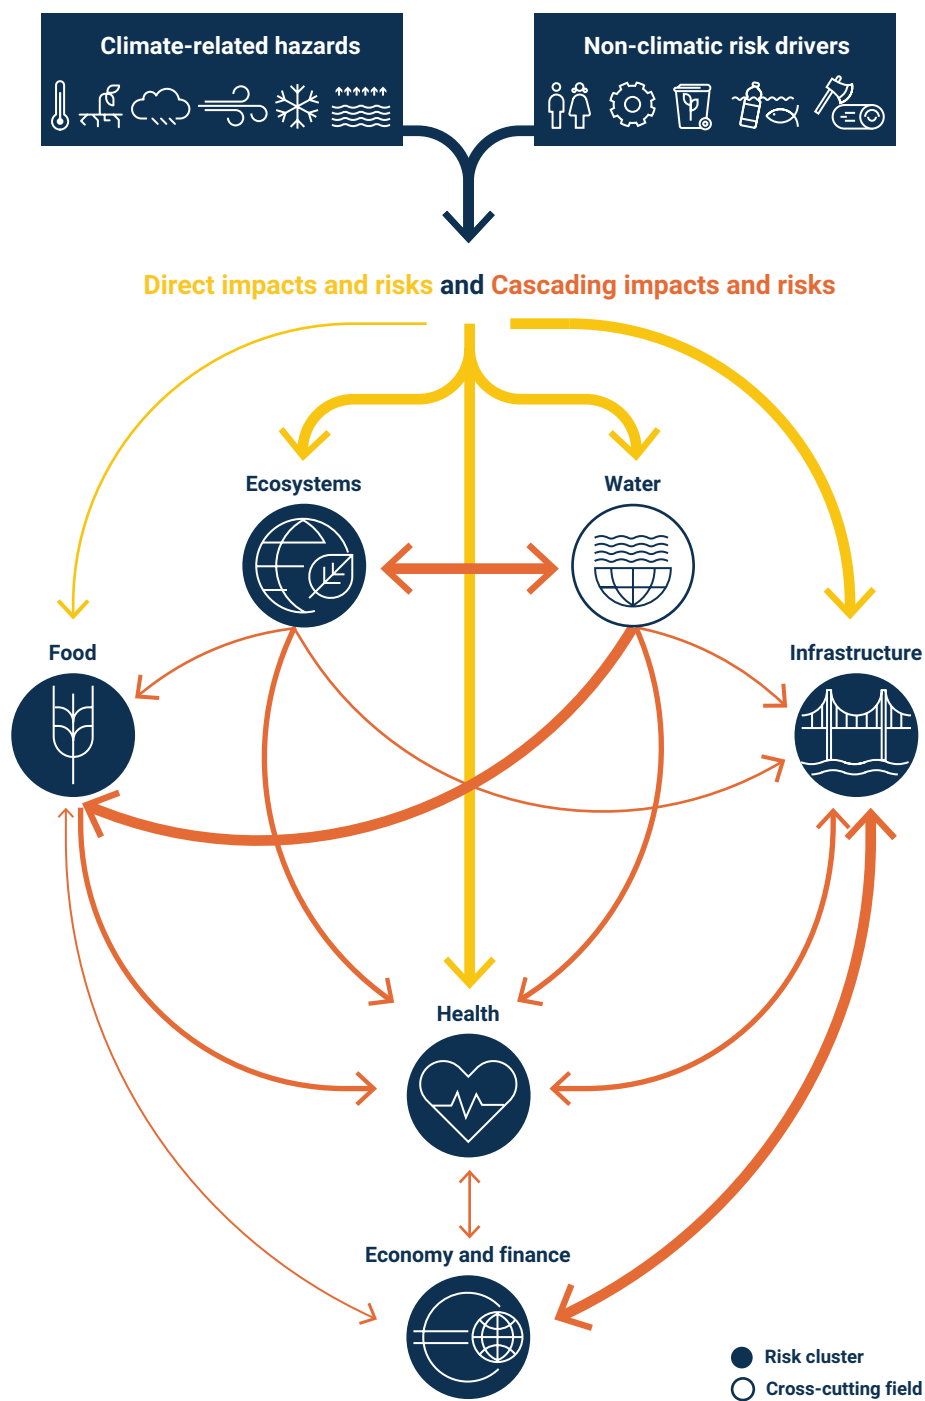 Climate-related hazards
Non-climatic risk drivers
Direct impacts and risks and Cascading impacts and risks
Ecosystems
Water
Food
Infrastructure
Health
Economy and finance
Risk cluster
Cross-cutting field